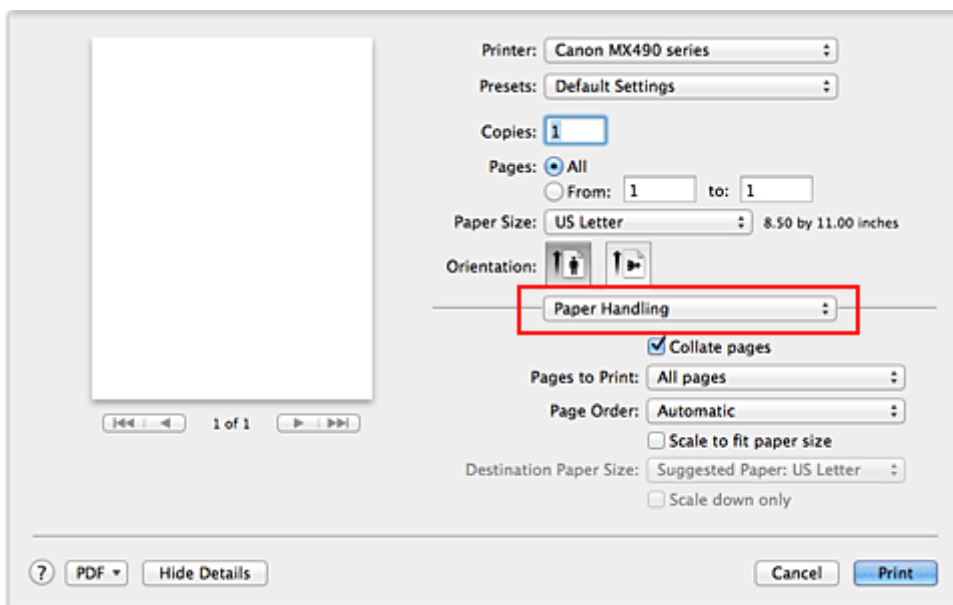 Printer: Canon MX490 series
Presets: Default Settings
Copies: 1
Pages: All
From: 1 to: 1
Paper Size: US Letter 8.50 by 11.00 inches
Orientation:
Paper Handling
Collate pages
Pages to Print: All pages
Page Order: Automatic
Scale to fit paper size
Destination Paper Size: Suggested Paper: US Letter
Scale down only
1 of 1
? PDF Hide Details Cancel Print